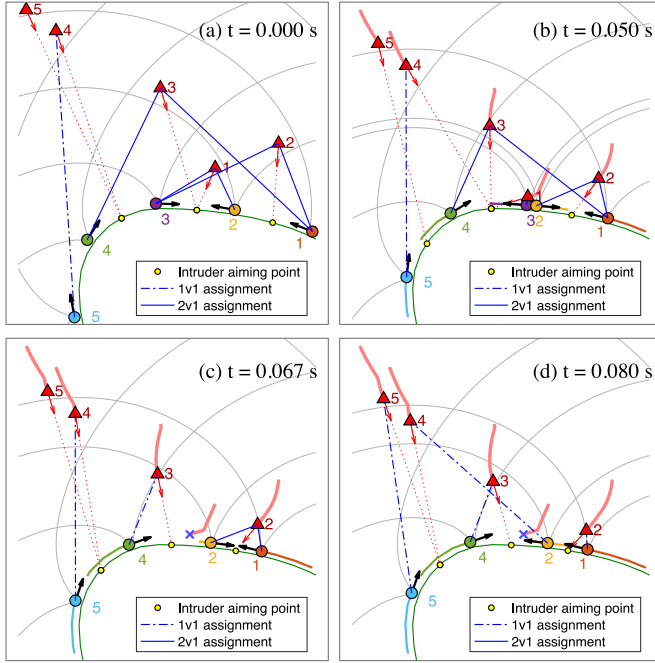 (a) t = 0.000 s
5
4
3
1
2
3
2
1
4
5
Intruder aiming point
1v1 assignment
2v1 assignment
(b) t = 0.050 s
5
4
3
2
1
3
2
1
4
5
Intruder aiming point
1v1 assignment
2v1 assignment
(c) t = 0.067 s
5
4
3
2
4
2
1
5
Intruder aiming point
1v1 assignment
2v1 assignment
(d) t = 0.080 s
5
4
3
2
4
2
1
5
Intruder aiming point
1v1 assignment
2v1 assignment